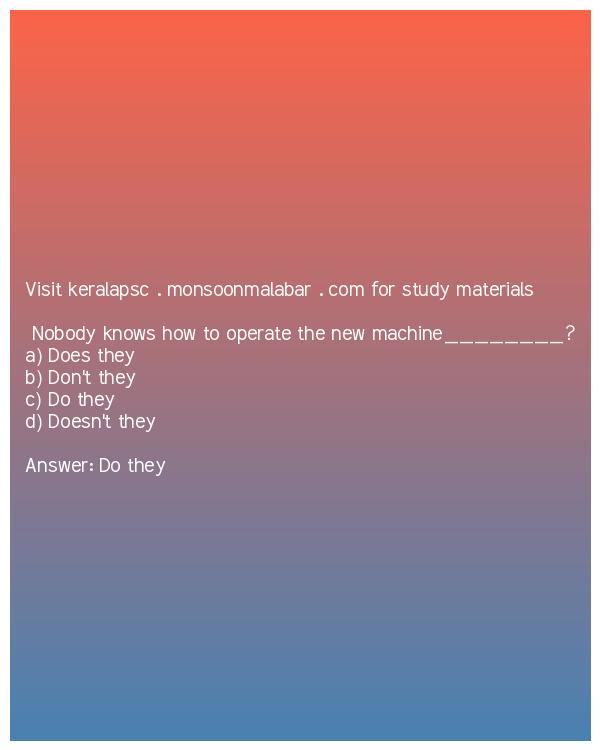 Visit keralapsc . monsoonmalabar . com for study materials
Nobody knows how to operate the new machine________?
a) Does they
b) Don't they
c) Do they
d) Doesn't they
Answer: Do they